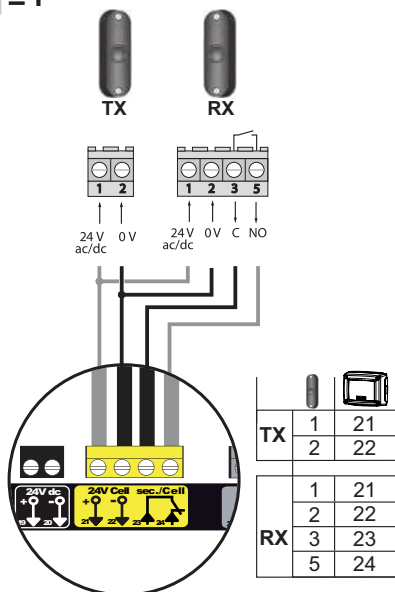 TX RX
1 2 1 2 3 5
24 V ac/dc 0 V 24 V ac/dc 0 V C NO
24V dc 24V Cell sec./Cell
+ - + -
19 20 21 22 23 24
TX 1 21
2 22
RX 1 21
2 22
3 23
5 24